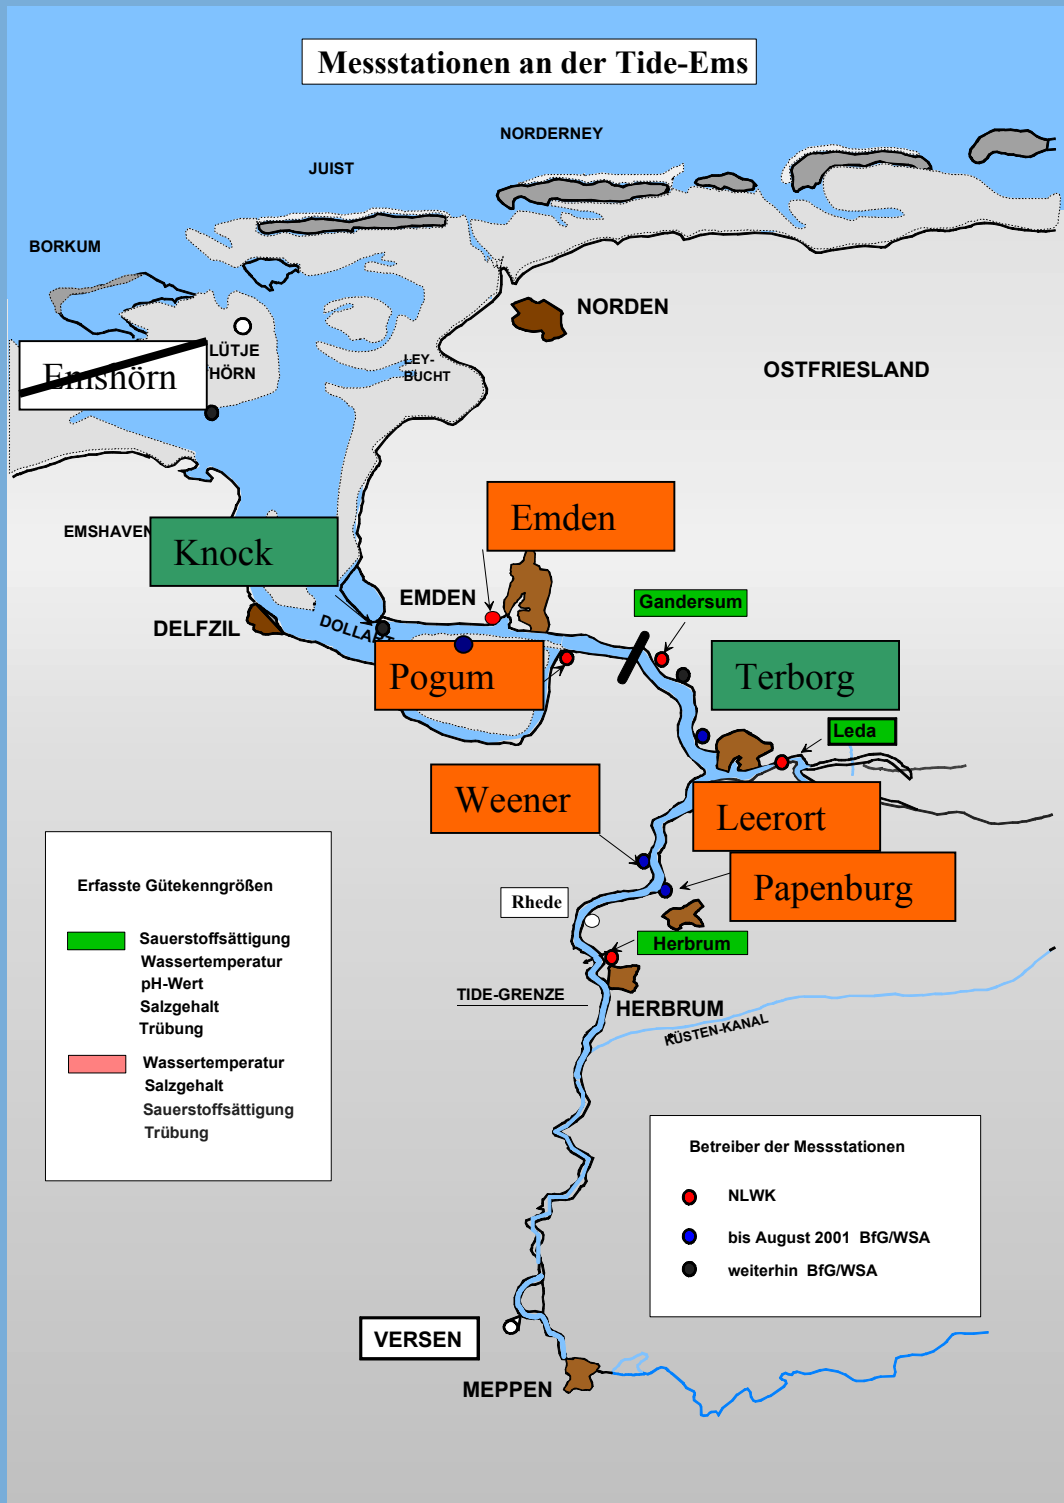 Messstationen an der Tide-Ems
NORDERNEY
JUIST
BORKUM
NORDEN
LÜTJE
HÖRN
LEY-
BUCHT
OSTFRIESLAND
Emshörn
EMSHAVEN
Knock
Emden
EMDEN
Gandersum
DELFZIL
DOLLART
Pogum
Terborg
Leda
Weener
Leerort
Papenburg
Rhede
Herbrum
TIDE-GRENZE
HERBRUM
KÜSTEN-KANAL
Erfasste Gütekenngrößen
Sauerstoffsättigung
Wassertemperatur
pH-Wert
Salzgehalt
Trübung
Wassertemperatur
Salzgehalt
Sauerstoffsättigung
Trübung
Betreiber der Messstationen
NLWK
bis August 2001 BfG/WSA
weiterhin BfG/WSA
VERSEN
MEPPEN